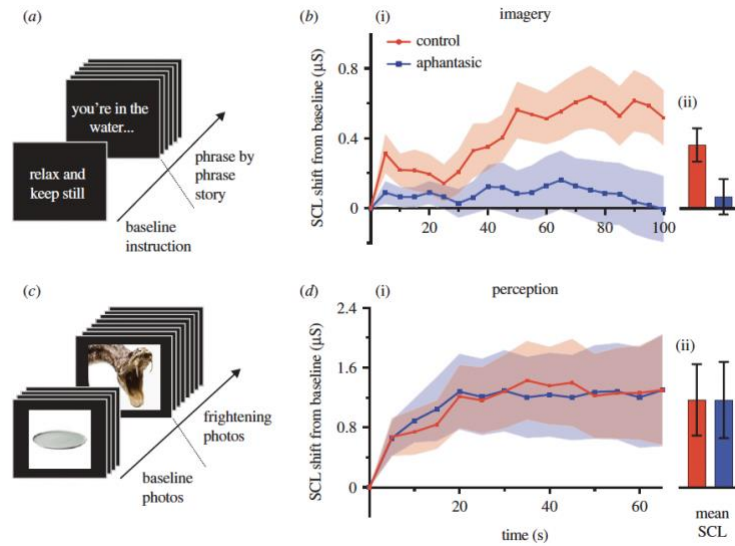 (a)
you're in the
water...
relax and
keep still
phrase by
phrase
story
baseline
instruction
(b)
(i)
imagery
control
aphantasic
SCL shift from baseline (µS)
0.8
0.4
0
20
40
60
80
100
(ii)
(c)
frightening
photos
baseline
photos
(d)
(i)
perception
SCL shift from baseline (µS)
2.4
1.6
0.8
0
20
40
60
time (s)
(ii)
mean
SCL